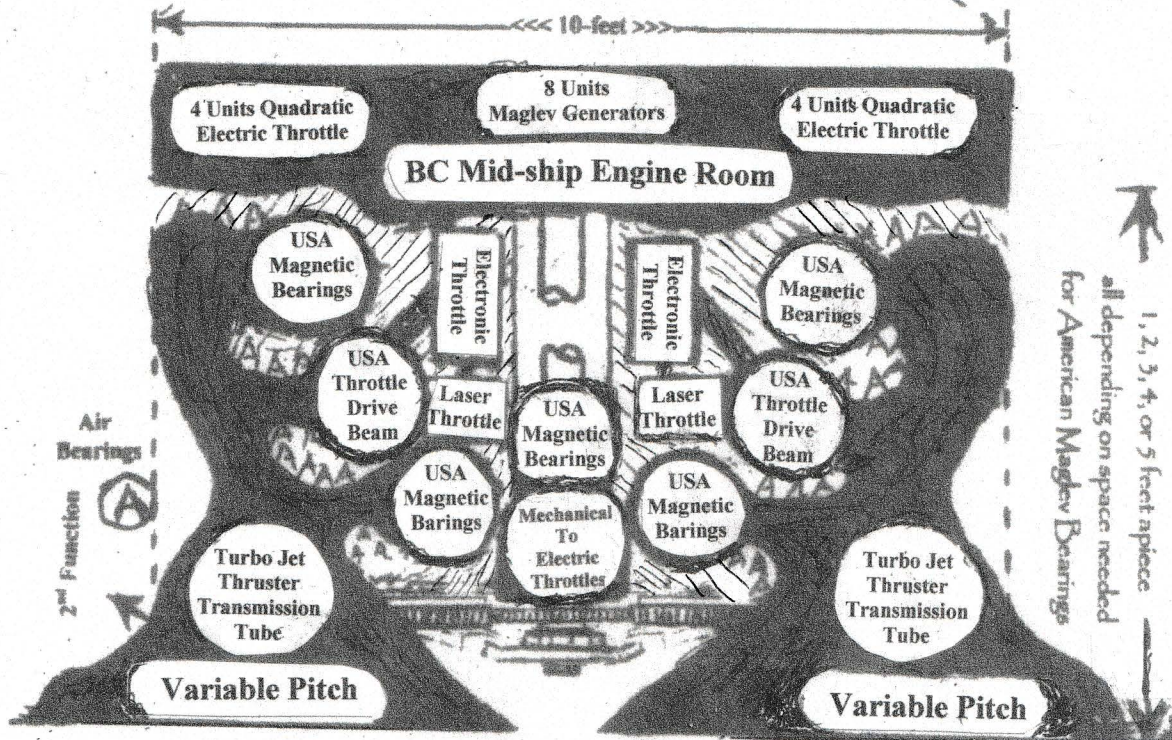 <<< 10-feet >>>
4 Units Quadratic
Electric Throttle
8 Units
Maglev Generators
4 Units Quadratic
Electric Throttle
BC Mid-ship Engine Room
USA
Magnetic
Bearings
Electronic
Throttle
Electronic
Throttle
USA
Magnetic
Bearings
USA
Throttle
Drive
Beam
Laser
Throttle
USA
Magnetic
Bearings
Laser
Throttle
USA
Throttle
Drive
Beam
USA
Magnetic
Barings
Mechanical
To
Electric
Throttles
USA
Magnetic
Barings
Air
Bearings
A
2nd Function
Turbo Jet
Thruster
Transmission
Tube
Turbo Jet
Thruster
Transmission
Tube
Variable Pitch
Variable Pitch
1, 2, 3, 4, or 5 feet apiece
all depending on space needed
for American Maglev Bearings
A A A
A A A
A A A
A A A A
A A
A A A
A A
A A